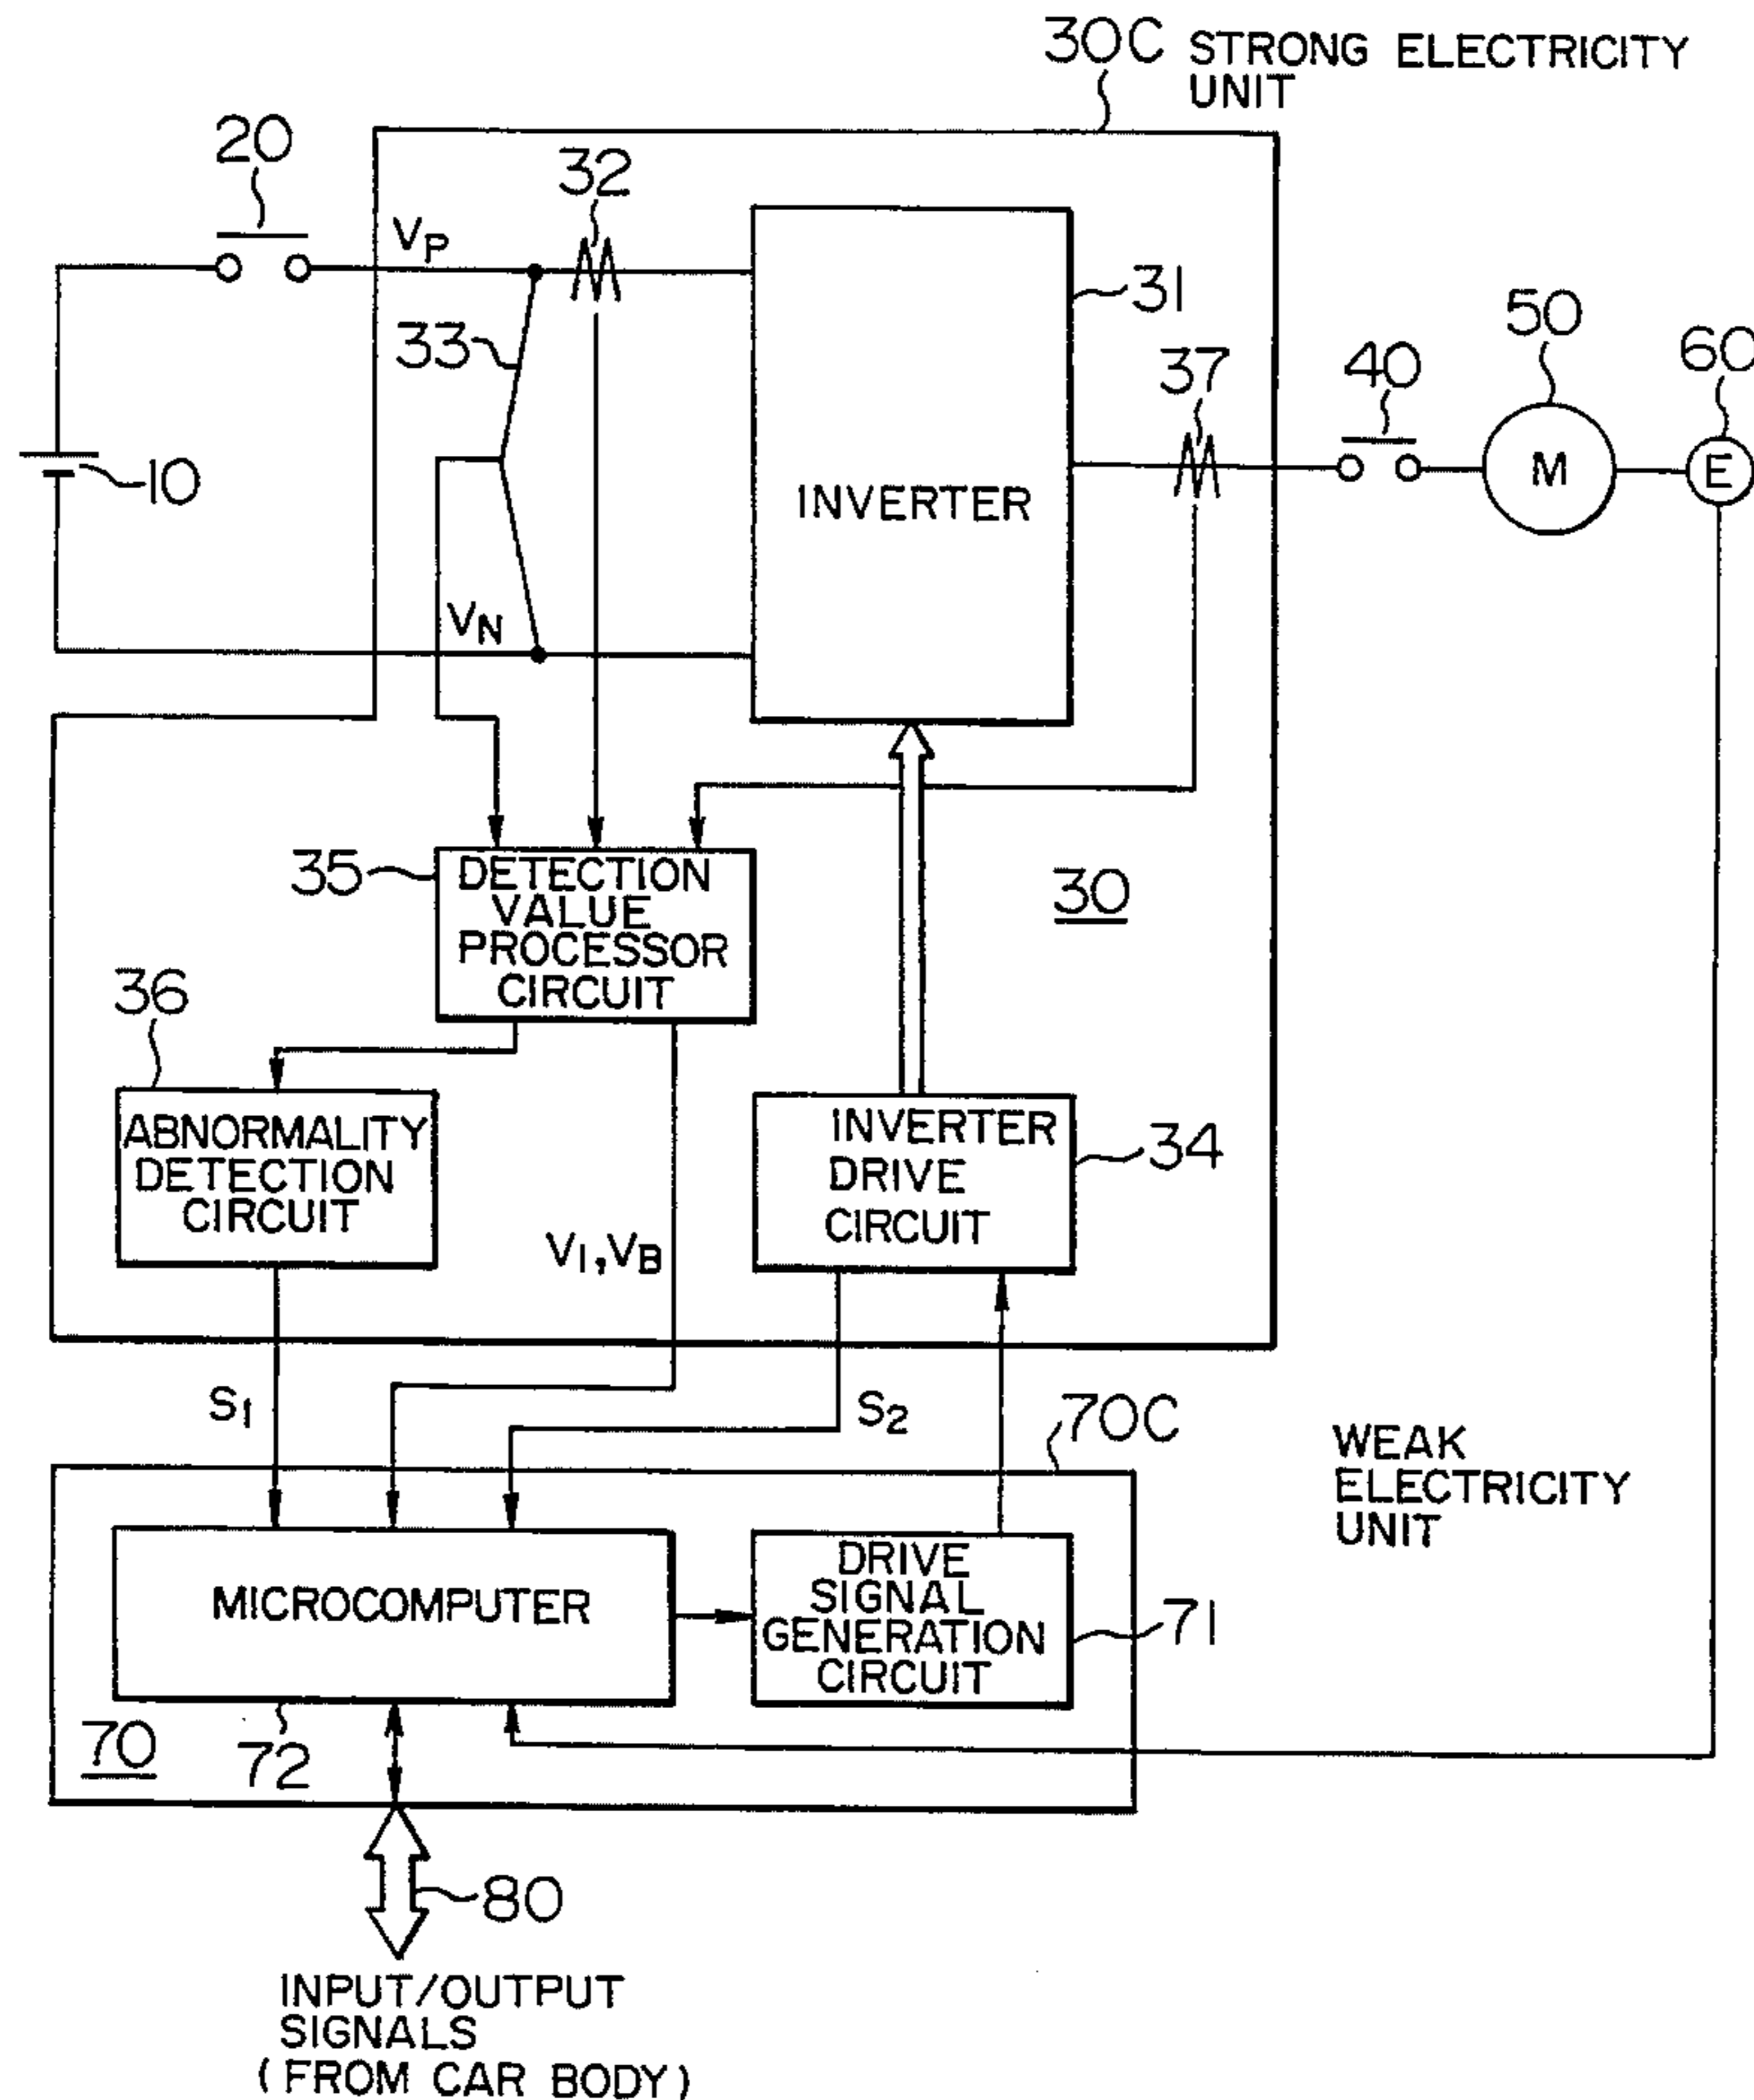 30C STRONG ELECTRICITY
UNIT
20
32
VP
31
33
50
60
37
40
10
INVERTER
M
E
VN
35
DETECTION
VALUE
PROCESSOR
CIRCUIT
30
36
ABNORMALITY
DETECTION
CIRCUIT
INVERTER
DRIVE
CIRCUIT
34
V1,VB
S1
S2
70C
WEAK
ELECTRICITY
UNIT
MICROCOMPUTER
DRIVE
SIGNAL
GENERATION
CIRCUIT
71
70
72
80
INPUT/OUTPUT
SIGNALS
(FROM CAR BODY)